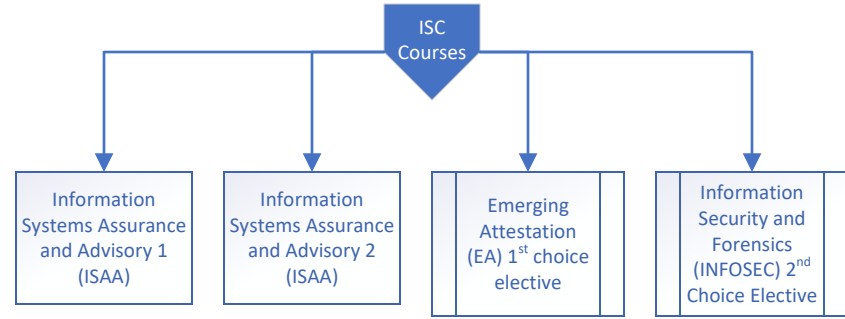 ISC
Courses
Information
Systems Assurance
and Advisory 1
(ISAA)
Information
Systems Assurance
and Advisory 2
(ISAA)
Emerging
Attestation
(EA) 1st choice
elective
Information
Security and
Forensics
(INFOSEC) 2nd
Choice Elective